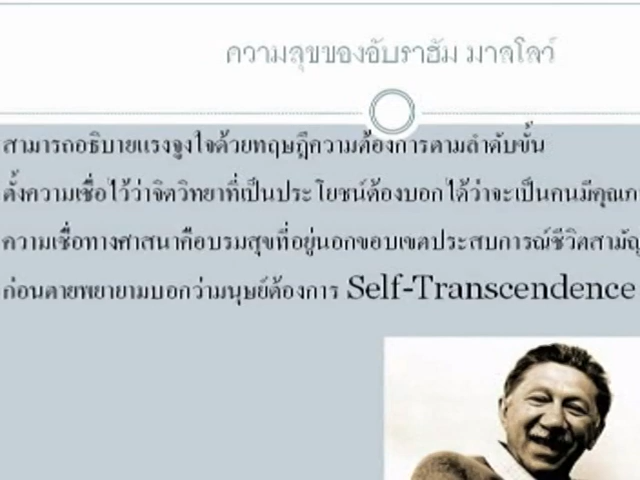 ความสุขของอับราฮัม มาสโลว์
สามารถอธิบายแรงจูงใจด้วยทฤษฎีความต้องการตามลำดับขั้น
ตั้งความเชื่อไว้ว่าจิตวิทยาที่เป็นประโยชน์ต้องบอกได้ว่าจะเป็นคนมีคุณภ
ความเชื่อทางศาสนาคือบรมสุขที่อยู่นอกขอบเขตประสบการณ์ชีวิตสามัญ
ก่อนตายพยายามบอกว่ามนุษย์ต้องการ Self-Transcendence